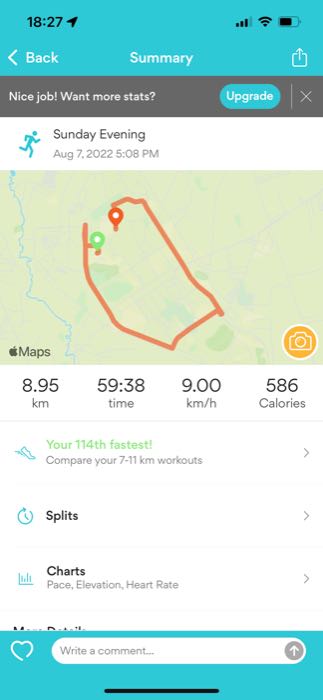 18:27
Back
Summary
Nice job! Want more stats?
Upgrade
Sunday Evening
Aug 7, 2022 5:08 PM
Maps
8.95
59:38
9.00
586
km
time
km/h
Calories
Your 114th fastest!
Compare your 7-11 km workouts
Splits
Charts
Pace, Elevation, Heart Rate
More Details
Write a comment...